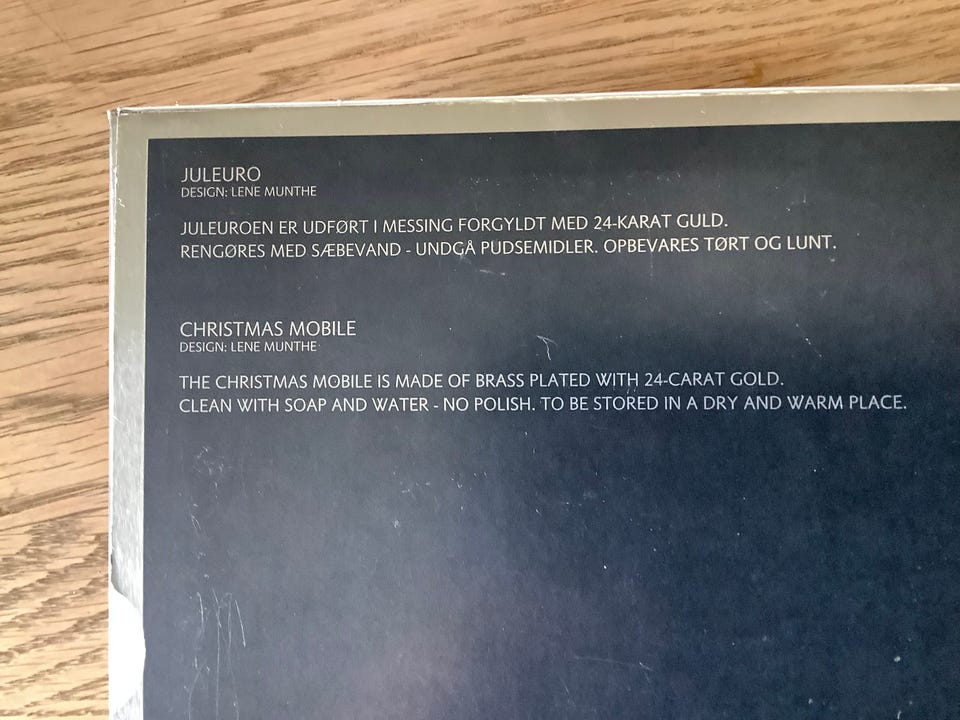 JULEURO
DESIGN: LENE MUNTHE
JULEUROEN ER UDFØRT I MESSING FORGYLDT MED 24-KARAT GULD.
RENGØRES MED SÆBEVAND - UNDGÅ PUDSEMIDLER. OPBEVARES TØRT OG LUNT.
CHRISTMAS MOBILE
DESIGN: LENE MUNTHE
THE CHRISTMAS MOBILE IS MADE OF BRASS PLATED WITH 24-CARAT GOLD.
CLEAN WITH SOAP AND WATER - NO POLISH. TO BE STORED IN A DRY AND WARM PLACE.